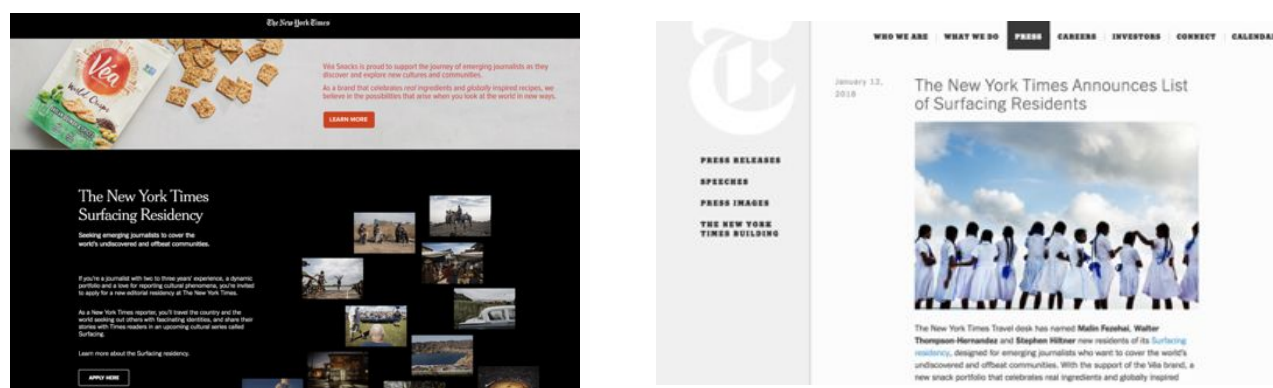 The New York Times
Véa
Wild Crisps
Véa Snacks is proud to support the journey of emerging journalists as they
discover and explore new cultures and communities.
As a brand that celebrates real ingredients and globally inspired recipes, we
believe in the possibilities that arise when you look at the world in new ways.
LEARN MORE
The New York Times
Surfacing Residency
Seeking emerging journalists to cover the
world's undiscovered and offbeat communities.
If you're a journalist with two to three years' experience, a dynamic
portfolio and a love for reporting cultural phenomena, you're invited
to apply for a new editorial residency at The New York Times.
As a New York Times reporter, you'll travel the country and the
world seeking out others with fascinating identities, and share their
stories with Times readers in an upcoming cultural series called
Surfacing.
Learn more about the Surfacing residency.
APPLY HERE
WHO WE ARE WHAT WE DO PRESS CAREERS INVESTORS CONNECT CALENDA
PRESS RELEASES
SPEECHES
PRESS IMAGES
THE NEW YORK
TIMES BUILDING
January 12,
2018
The New York Times Announces List
of Surfacing Residents
The New York Times Travel desk has named Malin Fezehai, Walter
Thompson-Hernandez and Stephen Hiltner new residents of its Surfacing
residency, designed for emerging journalists who want to cover the world's
undiscovered and offbeat communities. With the support of the Véa brand, a
new snack portfolio that celebrates real ingredients and globally inspired